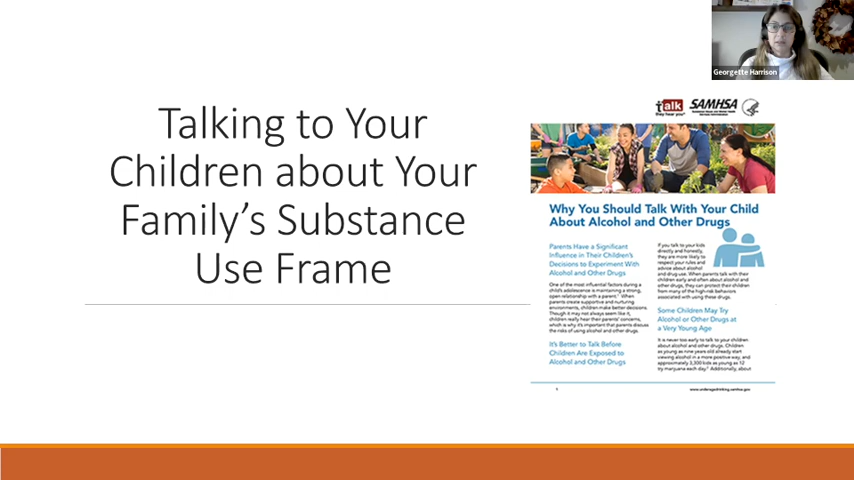 Georgette Harrison
Talking to Your
Children about Your
Family's Substance
Use Frame
talk
they hear you
SAMHSA
Why You Should Talk With Your Child
About Alcohol and Other Drugs
Parents Have a Significant
Influence in Their Children's
Decisions to Experiment With
Alcohol and Other Drugs
One of the most influential factors during a
child's adolescence is maintaining a strong,
open relationship with a parent. When
parents create supportive and nurturing
environments, children make better decisions.
Though it may not always seem like it,
children really hear their parents' concerns,
which is why it's important that parents discuss
the risks of using alcohol and other drugs.
It's Better to Talk Before
Children Are Exposed to
Alcohol and Other Drugs
If you talk to your kids
directly and honestly,
they are more likely to
respect your rules and
advice about alcohol
and drug use. When parents talk with their
children early and often about alcohol and
other drugs, they can protect their children
from many of the high-risk behaviors
associated with using these drugs.
Some Children May Try
Alcohol or Other Drugs at
a Very Young Age
It is never too early to talk to your children
about alcohol and other drugs. Children
as young as nine years old already start
viewing alcohol in a more positive way, and
approximately 3,300 kids as young as 12
try marijuana each day. Additionally, about
1
www.underagedrinking.samhsa.gov